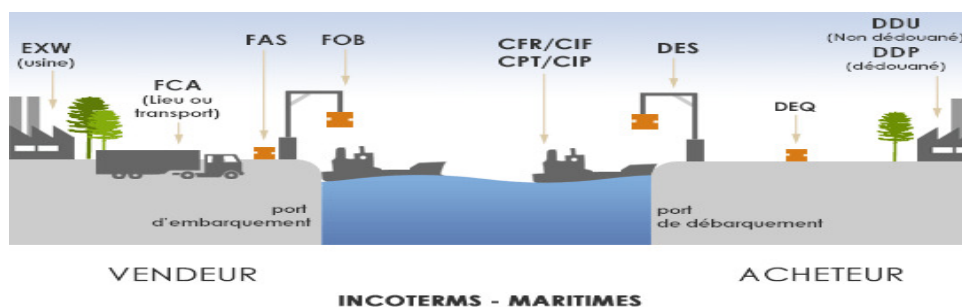 EXW
(usine)
FCA
(Lieu ou
transport)
FAS
FOB
CFR/CIF
CPT/CIP
DES
DEQ
DDU
(Non dédouané)
DDP
(dédouané)
port
d'embarquement
port
de débarquement
VENDEUR
ACHETEUR
INCOTERMS - MARITIMES